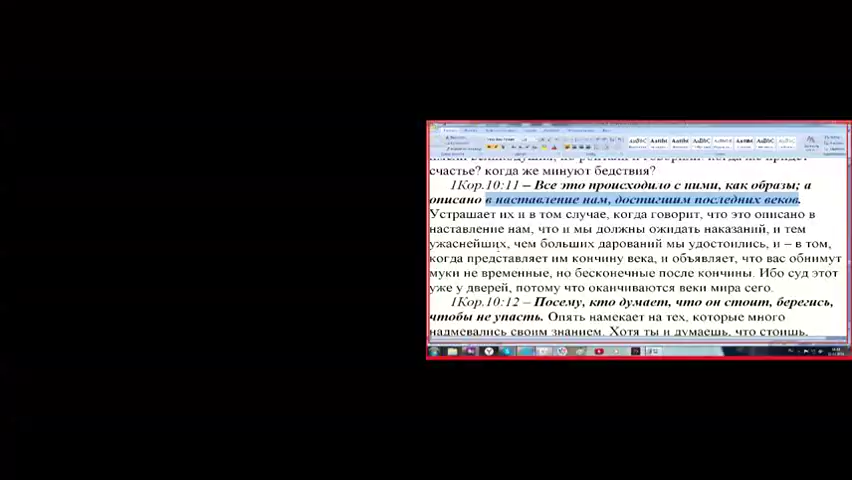 счастье? когда же минуют бедствия?
1Кор.10:11 – Все это происходило с ними, как образы; а
описано в наставление нам, достигшим последних веков.
Устрашает их и в том случае, когда говорит, что это описано в
наставление нам, что и мы должны ожидать наказаний, и тем
ужаснейших, чем больших дарований мы удостоились, и – в том,
когда представляет им кончину века, и объявляет, что вас обнимут
муки не временные, но бесконечные после кончины. Ибо суд этот
уже у дверей, потому что оканчиваются веки мира сего.
1Кор.10:12 – Посему, кто думает, что он стоит, берегись,
чтобы не упасть. Опять намекает на тех, которые много
надмевались своим знанием. Хотя ты и думаешь, что стоишь,